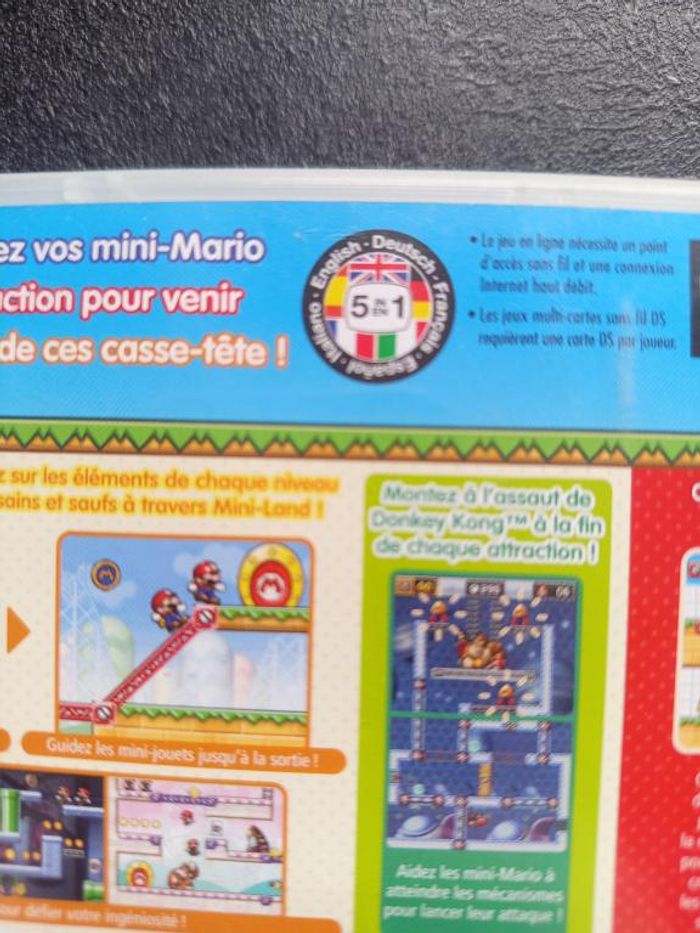 ez vos mini-Mario
action pour venir
de ces casse-tête !
English · Deutsch · Français · Español · Italiano ·
5 IN EN 1
• Le jeu en ligne nécessite un point
d'accès sans fil et une connexion
Internet haut débit.
• Les jeux multi-cartes sans fil DS
requièrent une carte DS par joueur.
z sur les éléments de chaque niveau
sains et saufs à travers Mini-Land !
Montez à l'assaut de
Donkey Kong™ à la fin
de chaque attraction !
Guidez les mini-jouets jusqu'à la sortie !
our défier votre ingéniosité !
Aidez les mini-Mario à
atteindre les mécanismes
pour lancer leur attaque !